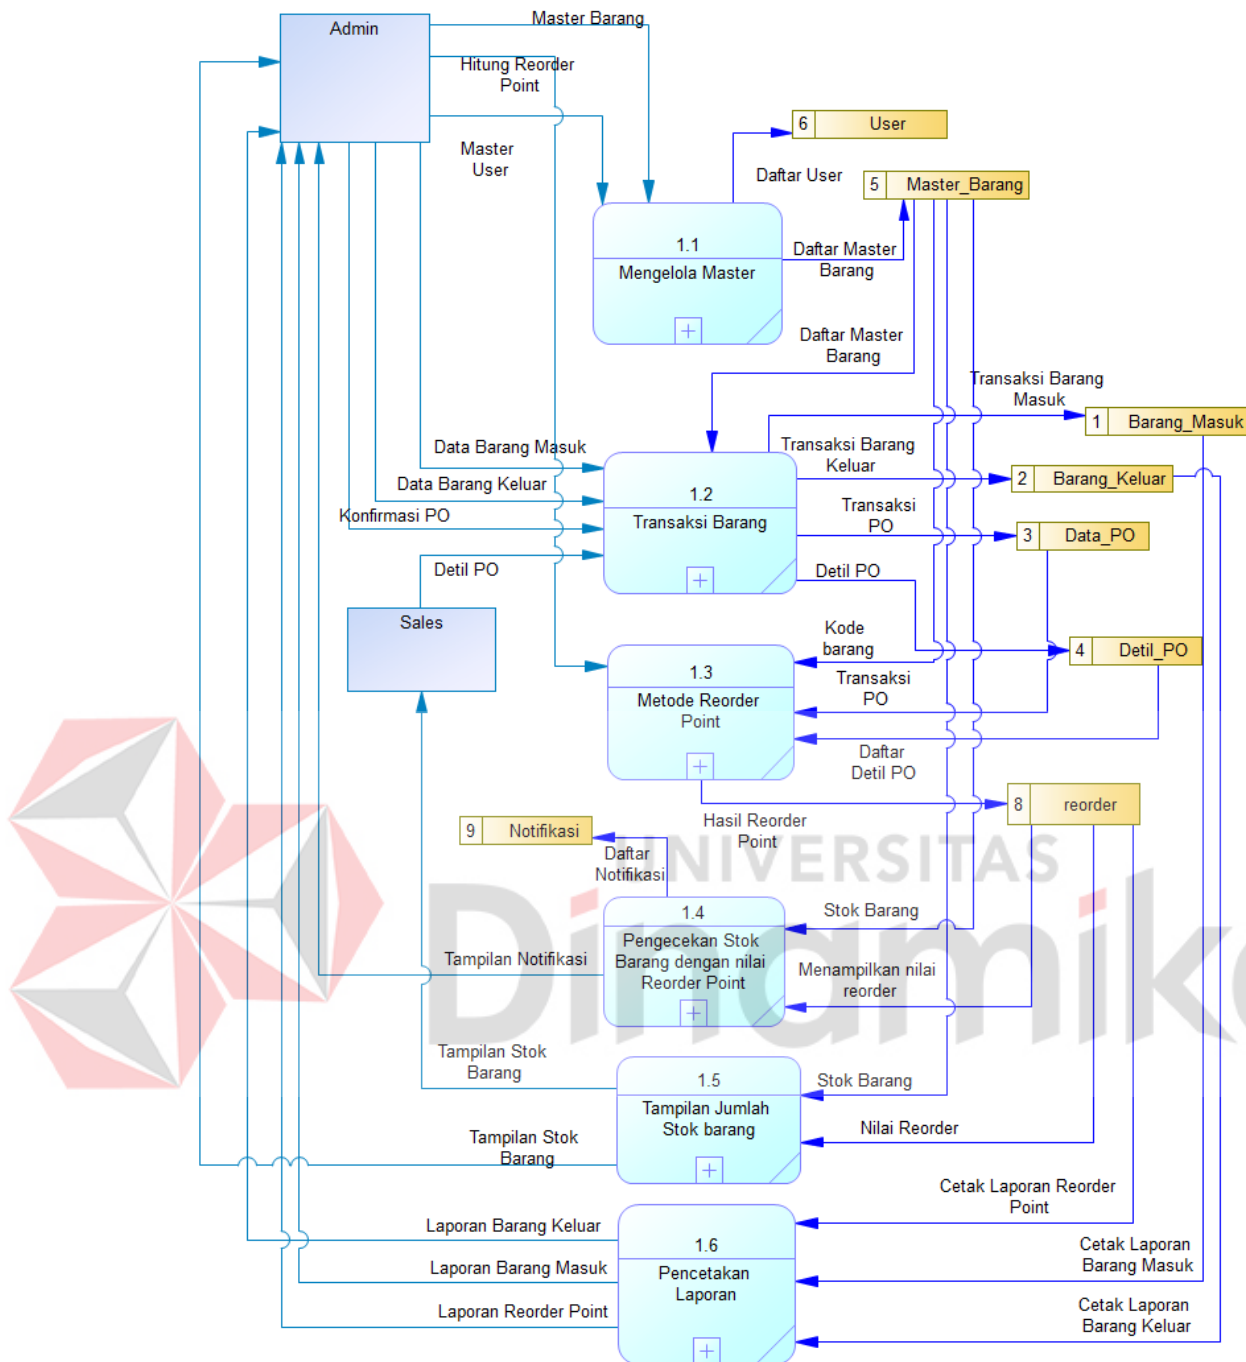 Master Barang
Admin
Hitung Reorder
Point
6 User
Master
User
Daftar User
5 Master_Barang
1.1
Mengelola Master
Daftar Master
Barang
Daftar Master
Barang
Transaksi Barang
Masuk
1 Barang_Masuk
Data Barang Masuk
Transaksi Barang
Keluar
2 Barang_Keluar
Data Barang Keluar
1.2
Transaksi Barang
Konfirmasi PO
Transaksi
PO
3 Data_PO
Detil PO
Detil PO
Sales
Kode
barang
4 Detil_PO
1.3
Metode Reorder
Point
Transaksi
PO
Daftar
Detil PO
8 reorder
Hasil Reorder
Point
9 Notifikasi
Daftar
Notifikasi
UNIVERSITAS
Dinamika
1.4
Pengecekan Stok
Barang dengan nilai
Reorder Point
Stok Barang
Tampilan Notifikasi
Menampilkan nilai
reorder
Tampilan Stok
Barang
1.5
Tampilan Jumlah
Stok barang
Stok Barang
Nilai Reorder
Tampilan Stok
Barang
Cetak Laporan Reorder
Point
Laporan Barang Keluar
1.6
Pencetakan
Laporan
Cetak Laporan
Barang Masuk
Laporan Barang Masuk
Laporan Reorder Point
Cetak Laporan
Barang Keluar